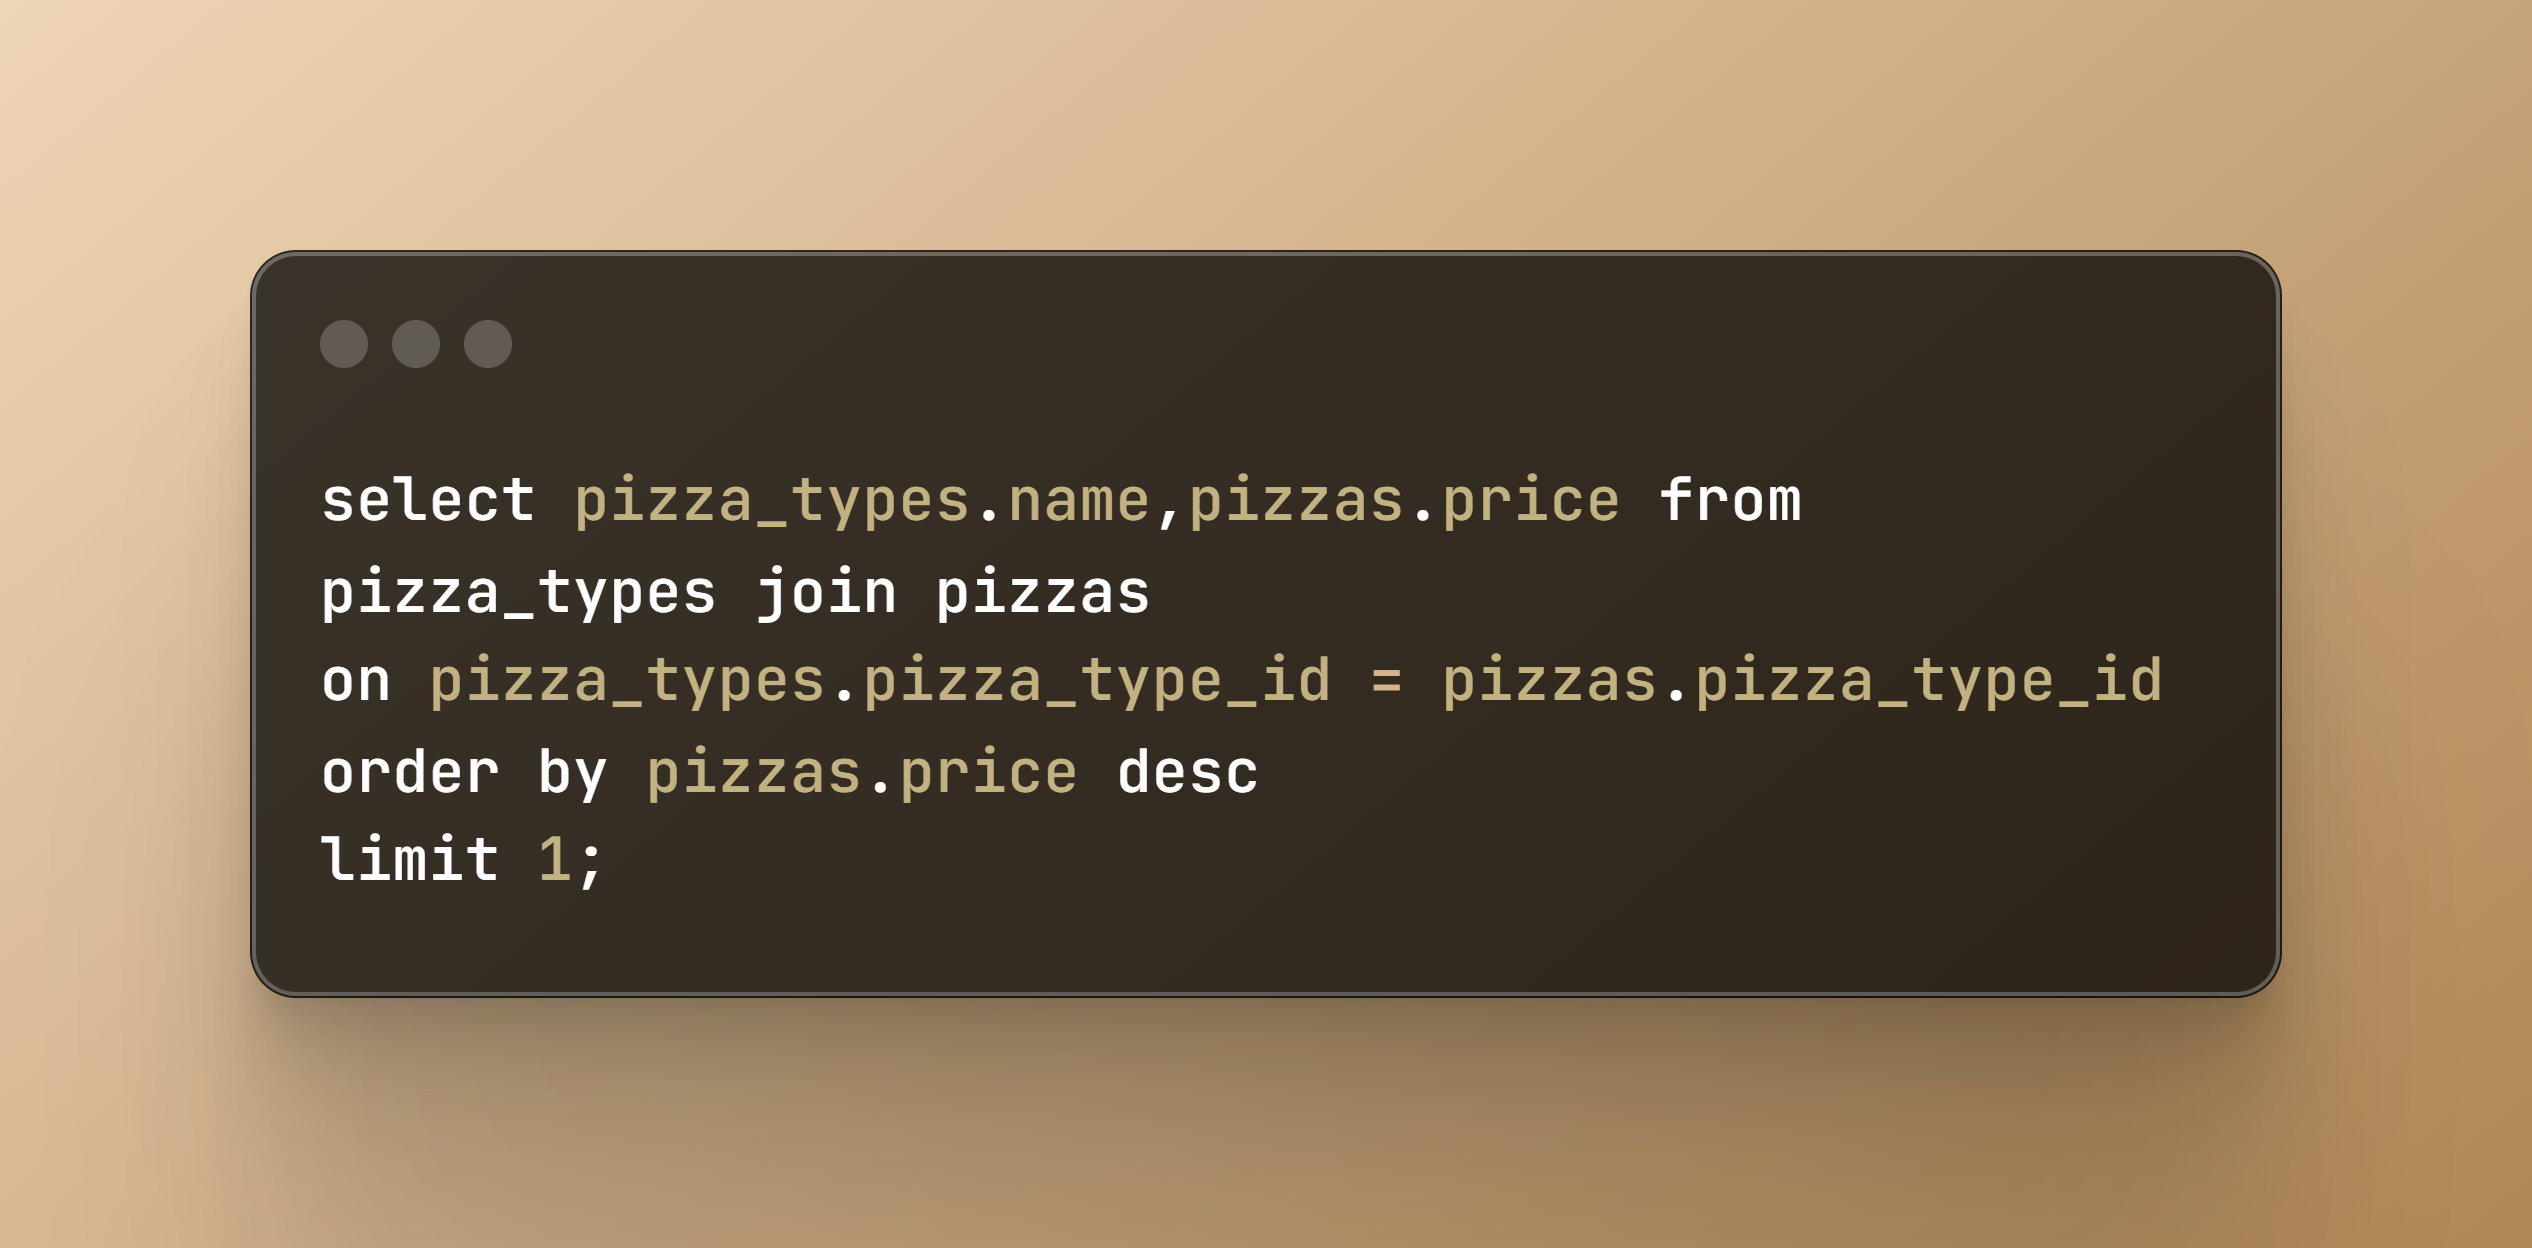 select pizza_types.name,pizzas.price from
pizza_types join pizzas
on pizza_types.pizza_type_id = pizzas.pizza_type_id
order by pizzas.price desc
limit 1;